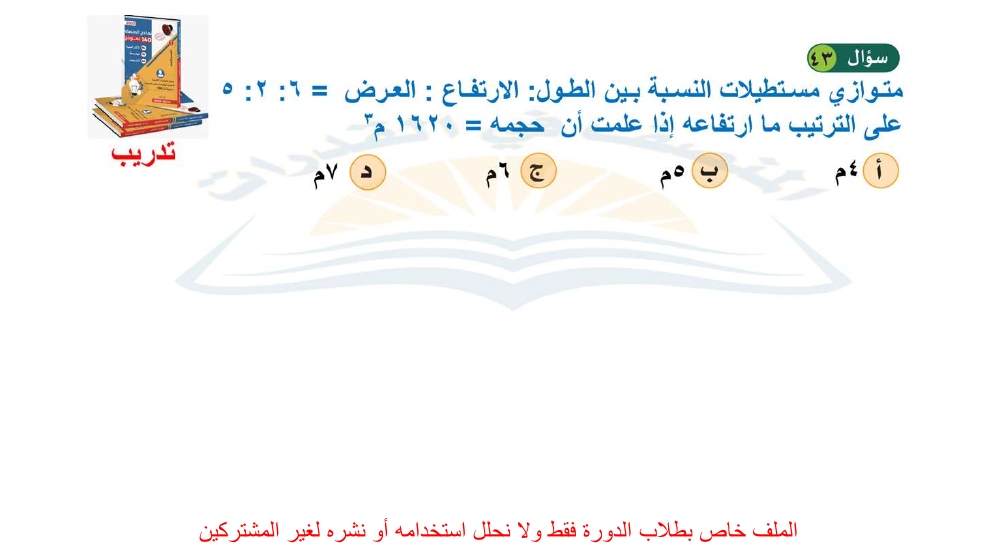 سؤال ٤٣
متوازي مستطيلات النسبة بين الطول: الارتفاع : العرض = ٦: ٢: ٥
على الترتيب ما ارتفاعه إذا علمت أن حجمه = ١٦٢٠ م٣
أ ٤م ب ٥م ج ٦م د ٧م
تدريب
الملف خاص بطلاب الدورة فقط ولا نحلل استخدامه أو نشره لغير المشتركين